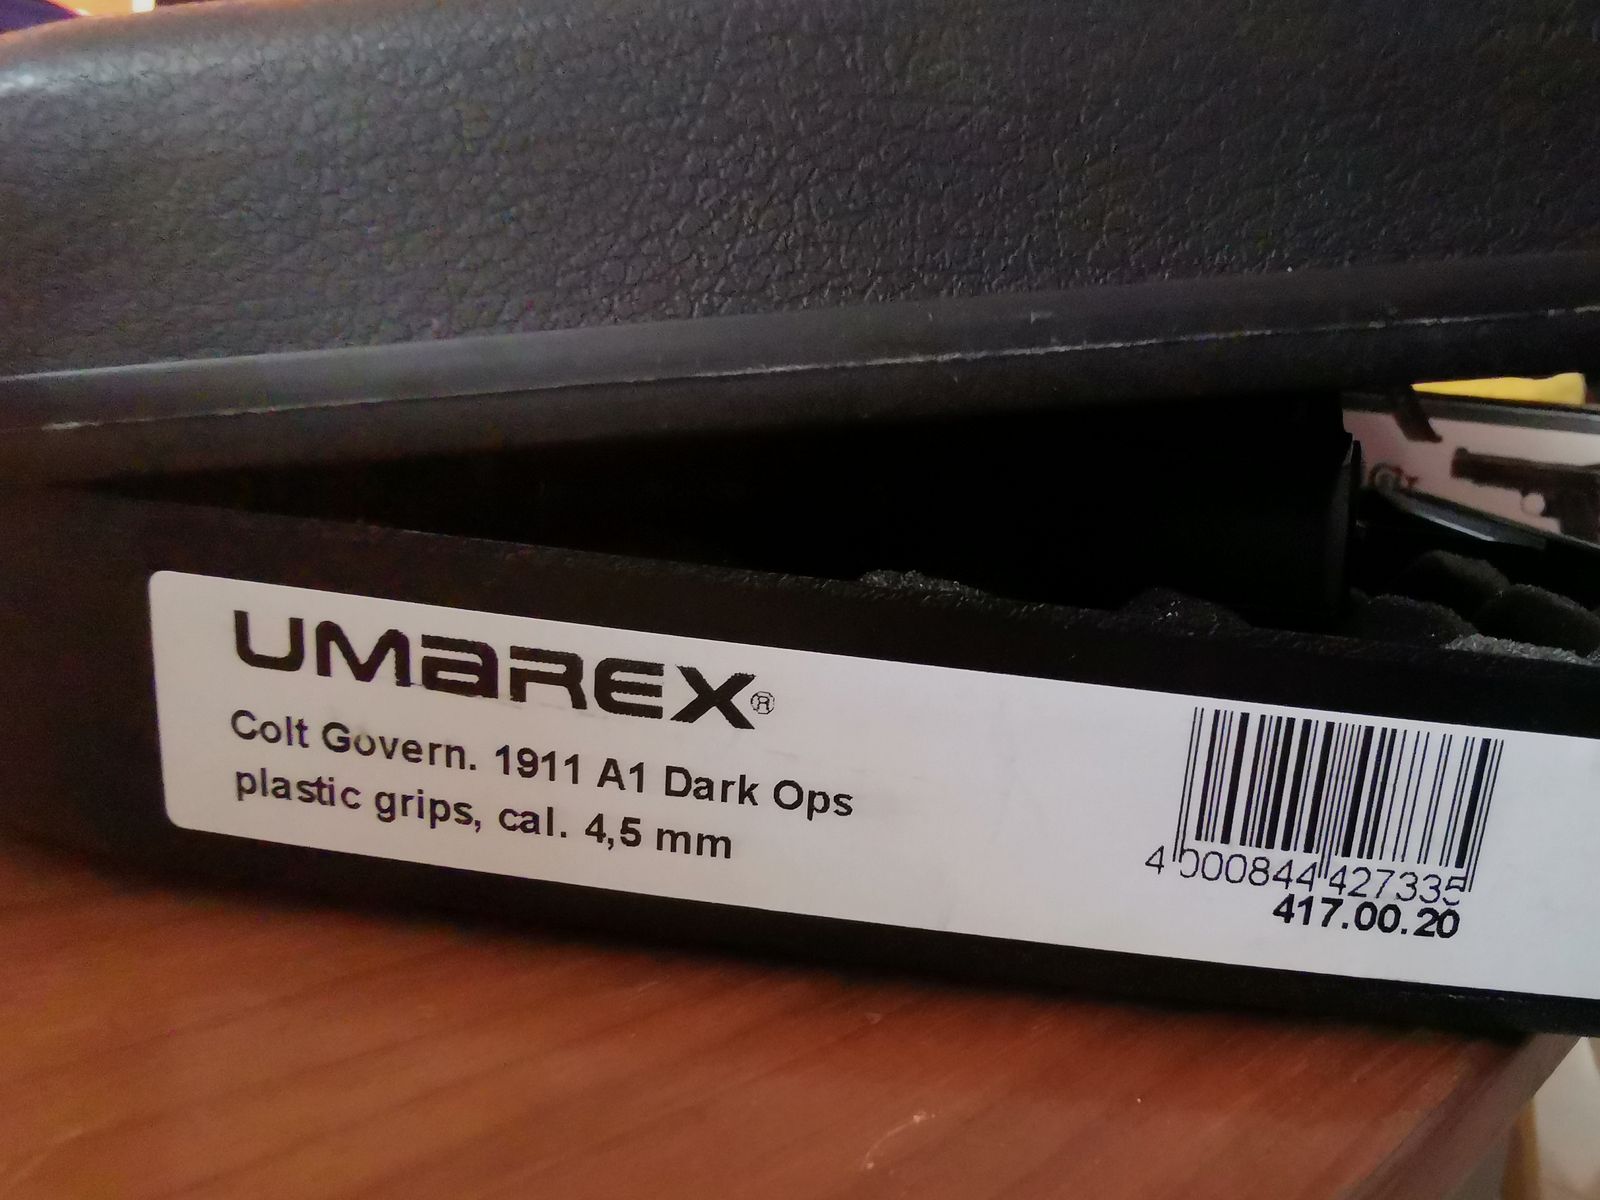 UMAREX®
Colt Govern. 1911 A1 Dark Ops
plastic grips, cal. 4,5 mm
4 000844 427335
417.00.20